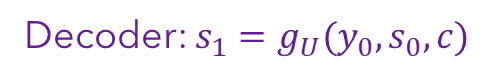 Decoder: s₁ = g_U(y₀, s₀, c)